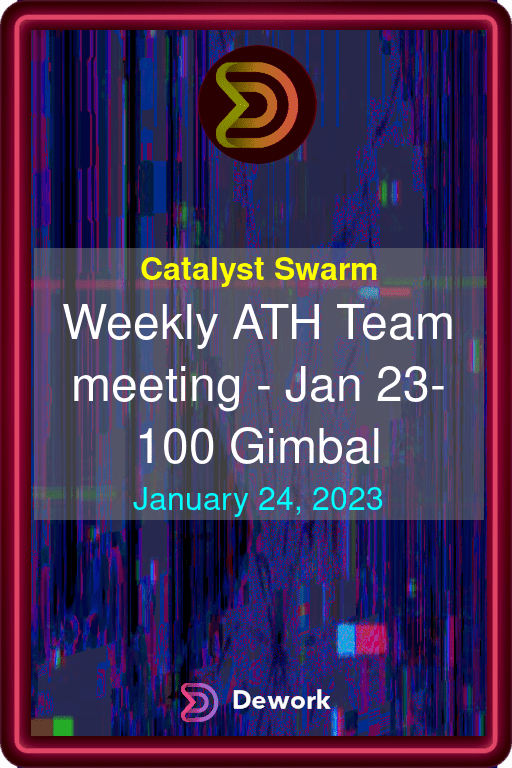 Catalyst Swarm
Weekly ATH Team
meeting - Jan 23-
100 Gimbal
January 24, 2023
Dework